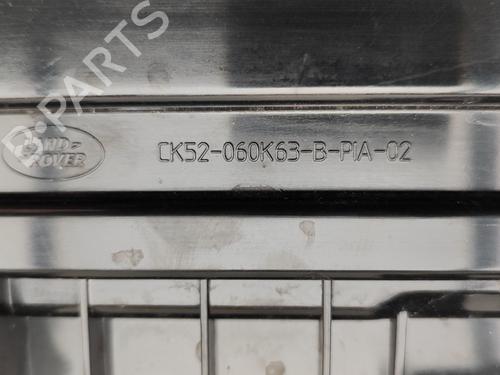 B-PARTS
LAND-
ROVER
CK52-060K63-B-PIA-02